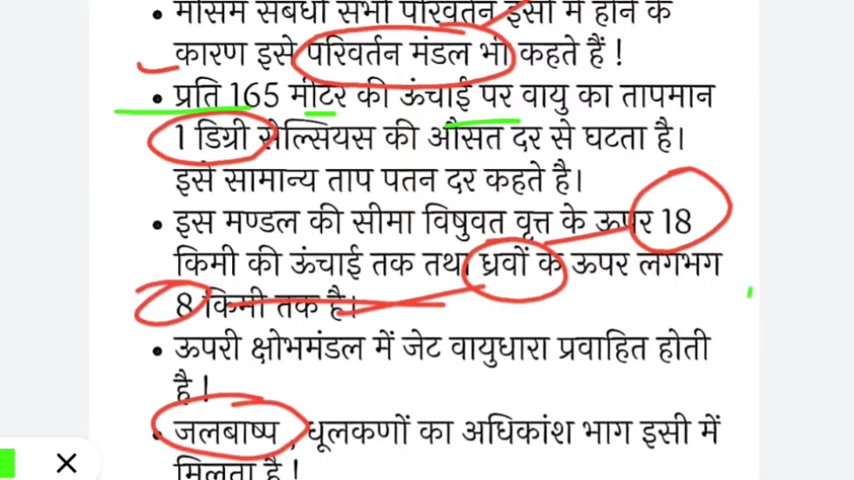 • मौसम संबंधी सभी परिवर्तन इसी में होने के
कारण इसे परिवर्तन मंडल भी कहते हैं !
• प्रति 165 मीटर की ऊंचाई पर वायु का तापमान
1 डिग्री सेल्सियस की औसत दर से घटता है।
इसे सामान्य ताप पतन दर कहते है।
• इस मण्डल की सीमा विषुवत वृत्त के ऊपर 18
किमी की ऊंचाई तक तथा ध्रवों के ऊपर लगभग
8 किमी तक है।
• ऊपरी क्षोभमंडल में जेट वायुधारा प्रवाहित होती
है !
• जलबाष्प , धूलकणों का अधिकांश भाग इसी में
मिलता है !